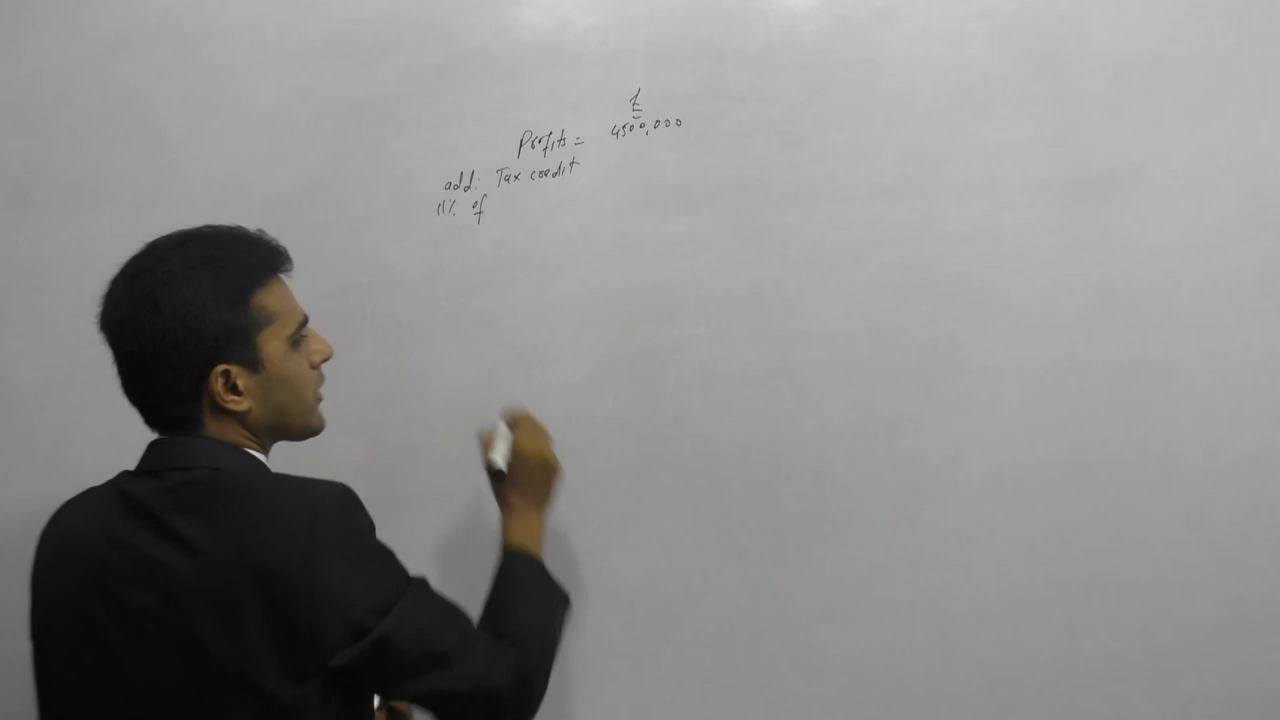 £
Profits = 4500,000
add: Tax credit
11% of